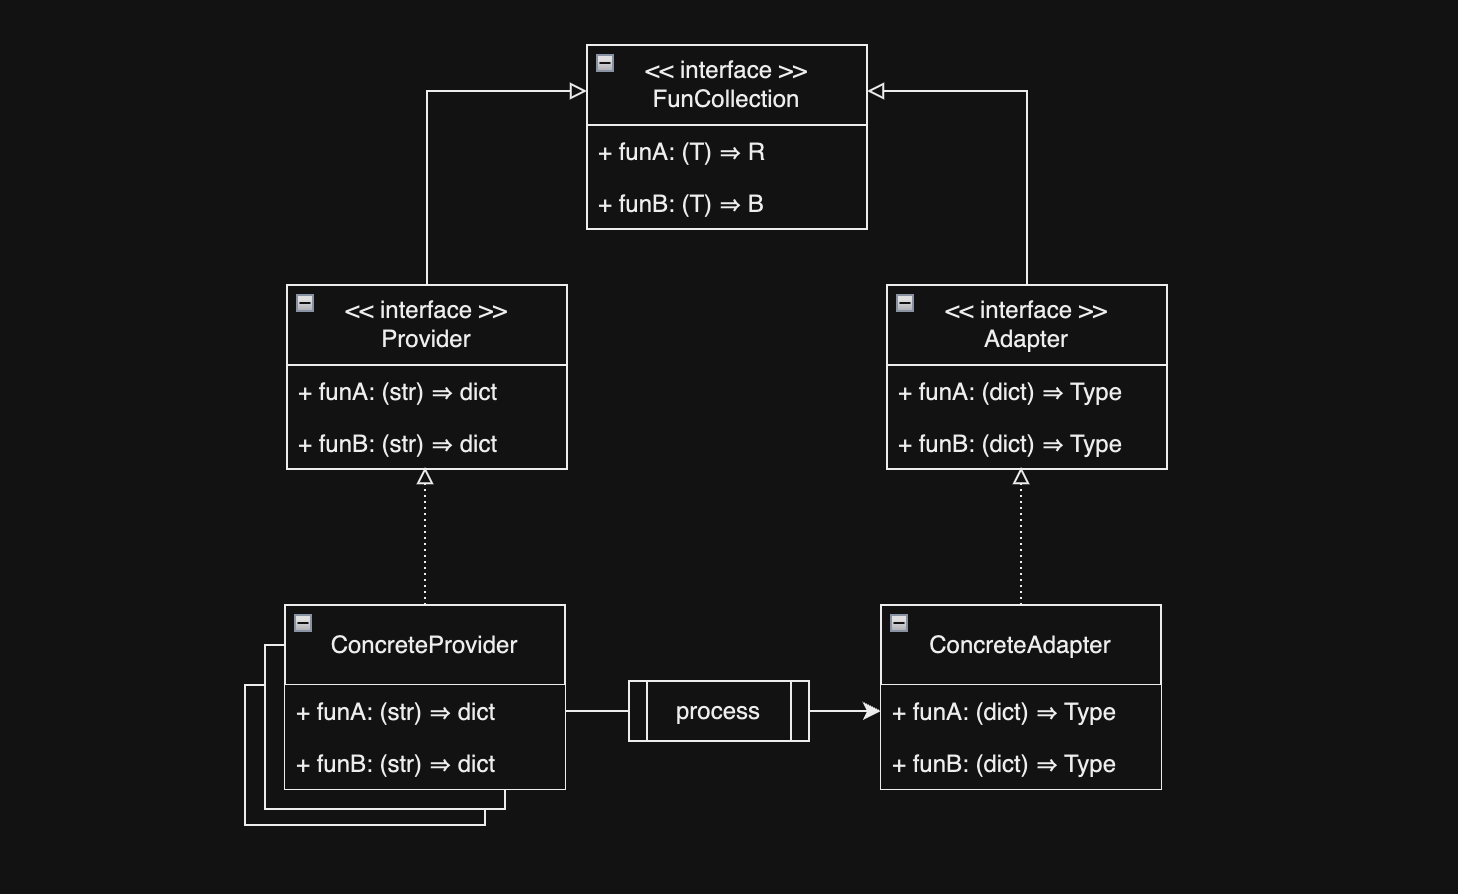 << interface >>
FunCollection
+ funA: (T) ⇒ R
+ funB: (T) ⇒ B
<< interface >>
Provider
+ funA: (str) ⇒ dict
+ funB: (str) ⇒ dict
<< interface >>
Adapter
+ funA: (dict) ⇒ Type
+ funB: (dict) ⇒ Type
ConcreteProvider
+ funA: (str) ⇒ dict
+ funB: (str) ⇒ dict
process
ConcreteAdapter
+ funA: (dict) ⇒ Type
+ funB: (dict) ⇒ Type